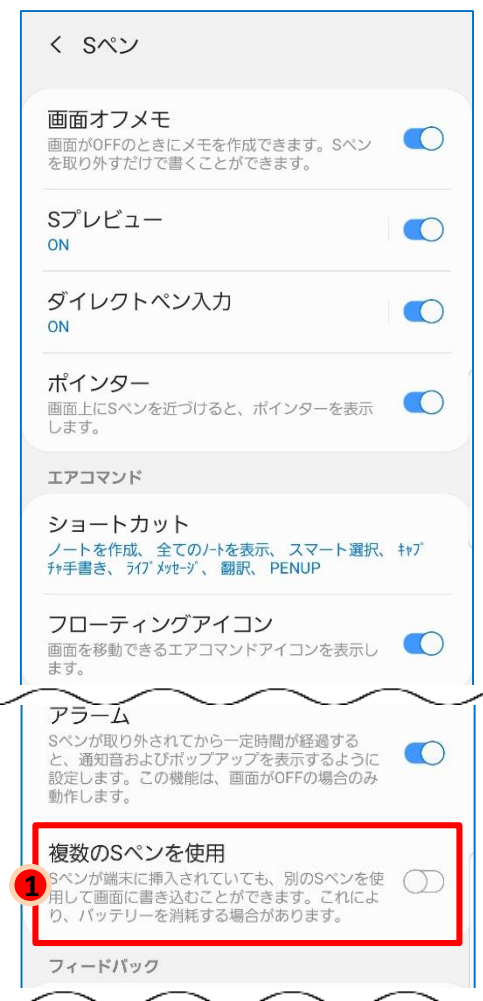 < Sペン
画面オフメモ
画面がOFFのときにメモを作成できます。Sペン
を取り外すだけで書くことができます。
Sプレビュー
ON
ダイレクトペン入力
ON
ポインター
画面上にSペンを近づけると、ポインターを表示
します。
エアコマンド
ショートカット
ノートを作成、 全てのﾉｰﾄを表示、 スマート選択、 ｷｬﾌﾟ
ﾁｬ手書き、 ﾗｲﾌﾞﾒｯｾｰｼﾞ、 翻訳、 PENUP
フローティングアイコン
画面を移動できるエアコマンドアイコンを表示し
ます。
アラーム
Sペンが取り外されてから一定時間が経過する
と、通知音およびポップアップを表示するように
設定します。この機能は、画面がOFFの場合のみ
動作します。
複数のSペンを使用
1
Sペンが端末に挿入されていても、別のSペンを使
用して画面に書き込むことができます。これによ
り、バッテリーを消耗する場合があります。
フィードバック